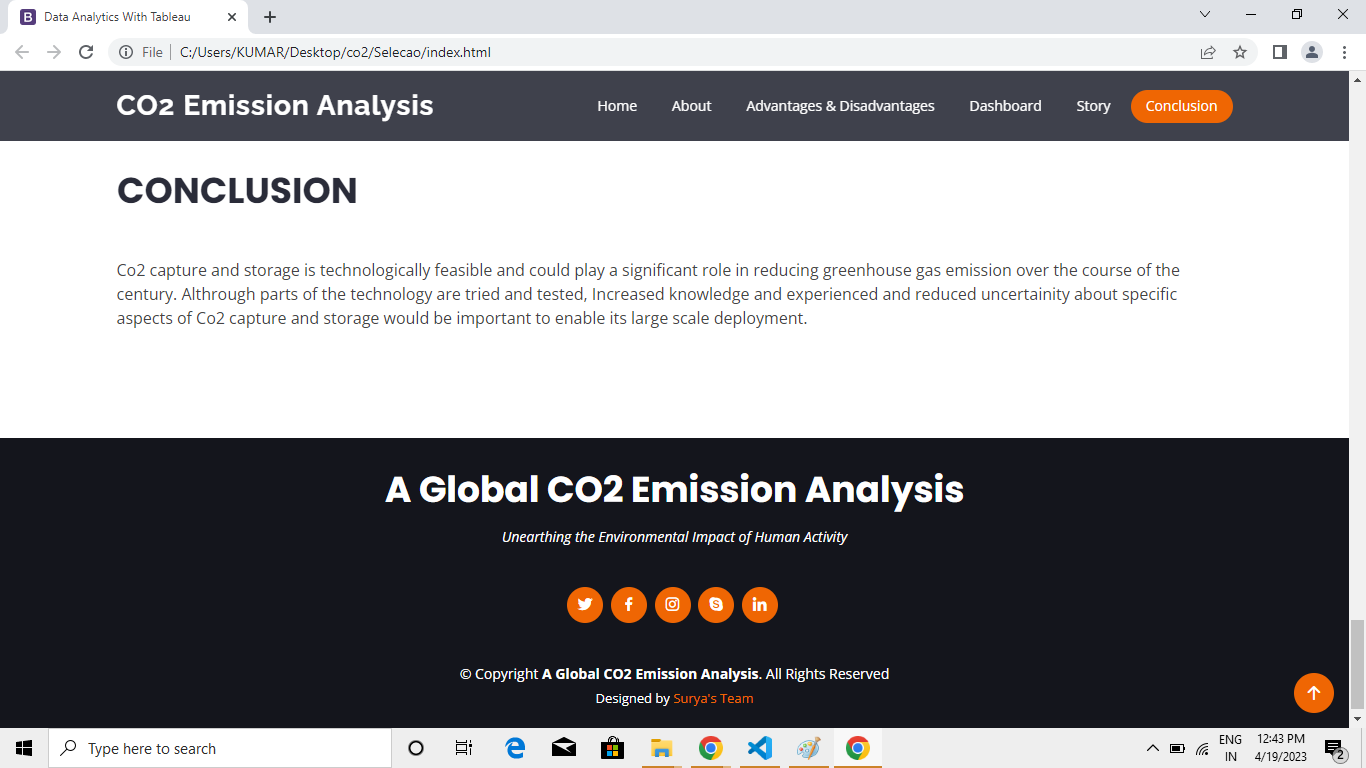 Data Analytics With Tableau
File
C:/Users/KUMAR/Desktop/co2/Selecao/index.html
CO2 Emission Analysis
Home About Advantages & Disadvantages Dashboard Story Conclusion
CONCLUSION
Co2 capture and storage is technologically feasible and could play a significant role in reducing greenhouse gas emission over the course of the
century. Althrough parts of the technology are tried and tested, Increased knowledge and experienced and reduced uncertainity about specific
aspects of Co2 capture and storage would be important to enable its large scale deployment.
A Global CO2 Emission Analysis
Unearthing the Environmental Impact of Human Activity
© Copyright A Global CO2 Emission Analysis. All Rights Reserved
Designed by Surya's Team
Type here to search
ENG
IN
12:43 PM
4/19/2023
2